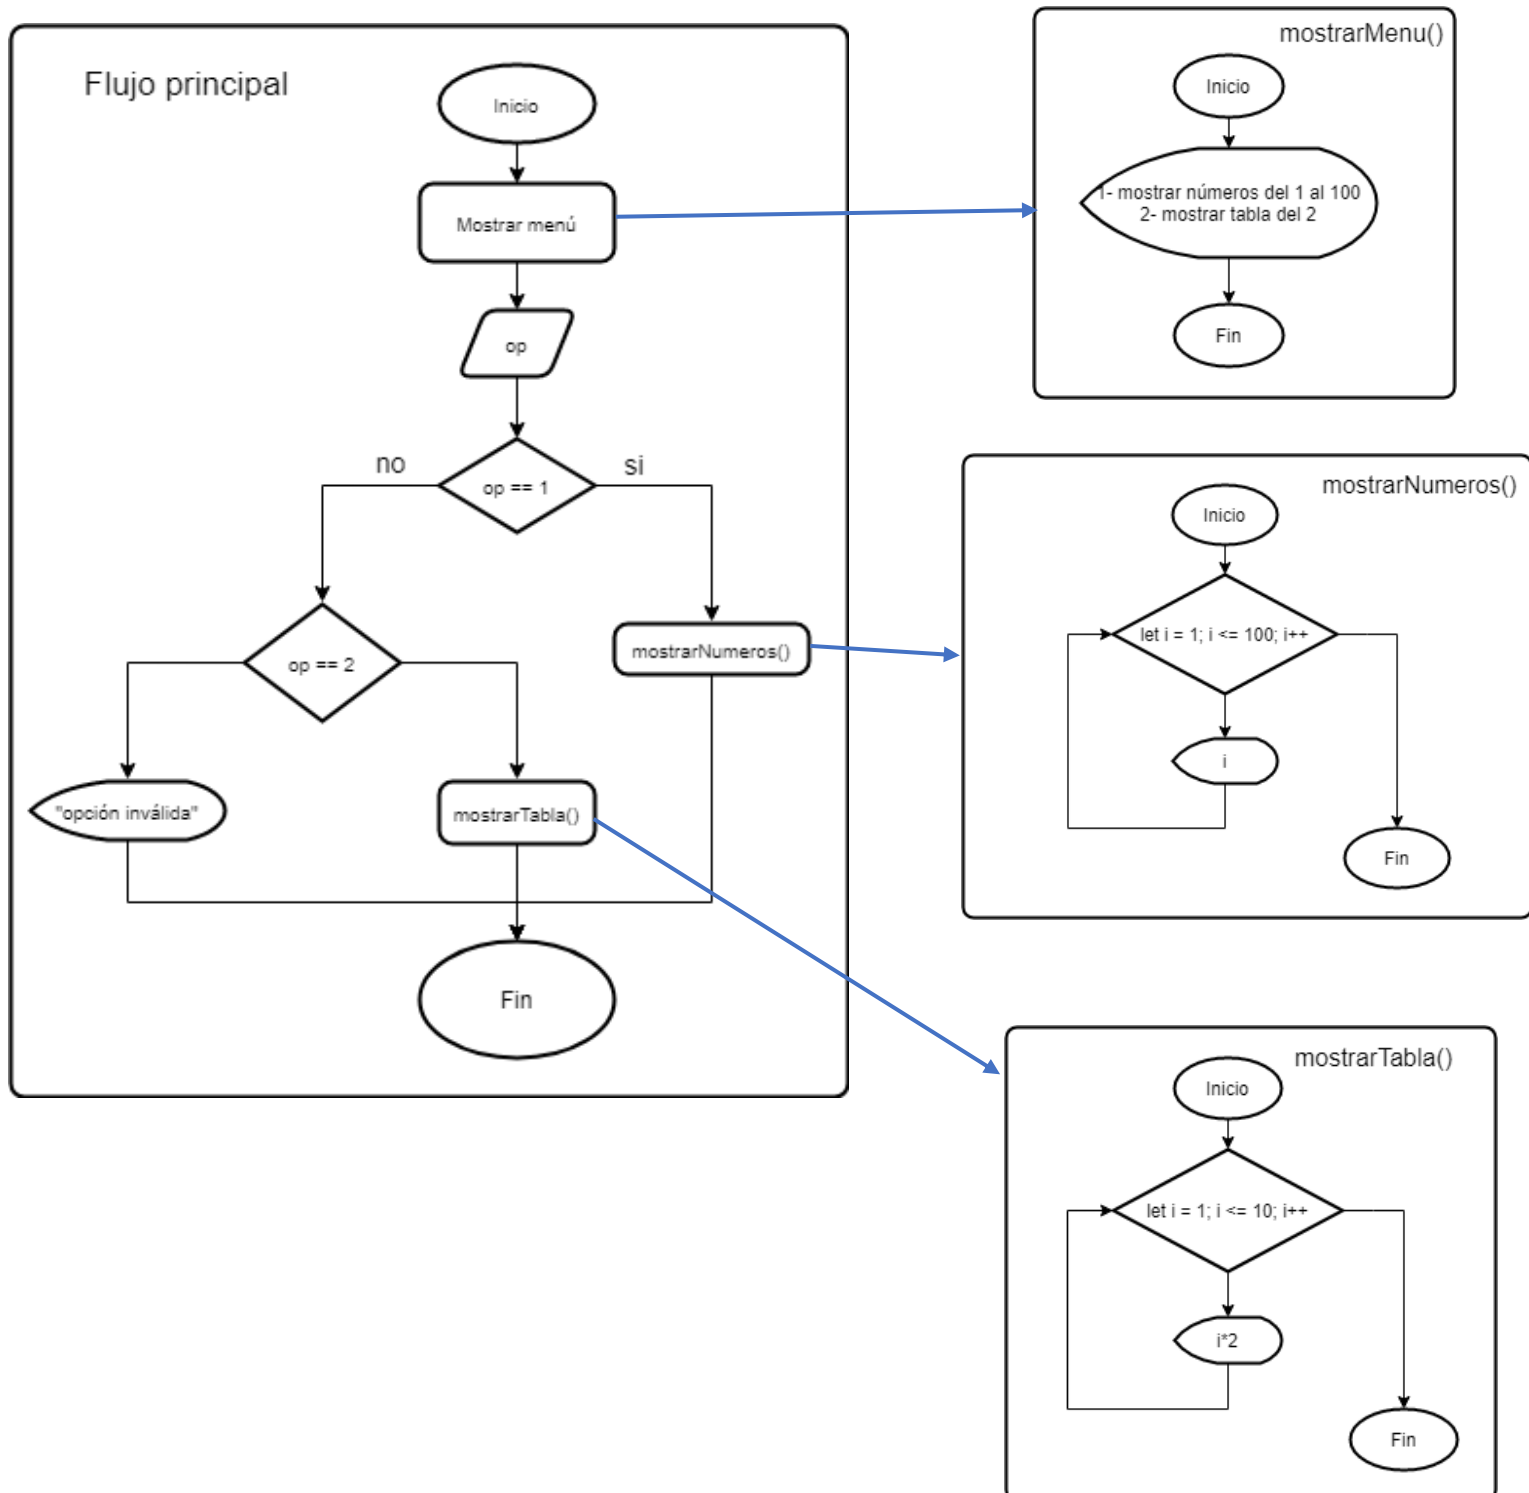 Flujo principal
Inicio
Mostrar menú
op
no
si
op == 1
op == 2
mostrarNumeros()
"opción inválida"
mostrarTabla()
Fin
mostrarMenu()
Inicio
1- mostrar números del 1 al 100
2- mostrar tabla del 2
Fin
mostrarNumeros()
Inicio
let i = 1; i <= 100; i++
i
Fin
mostrarTabla()
Inicio
let i = 1; i <= 10; i++
i*2
Fin